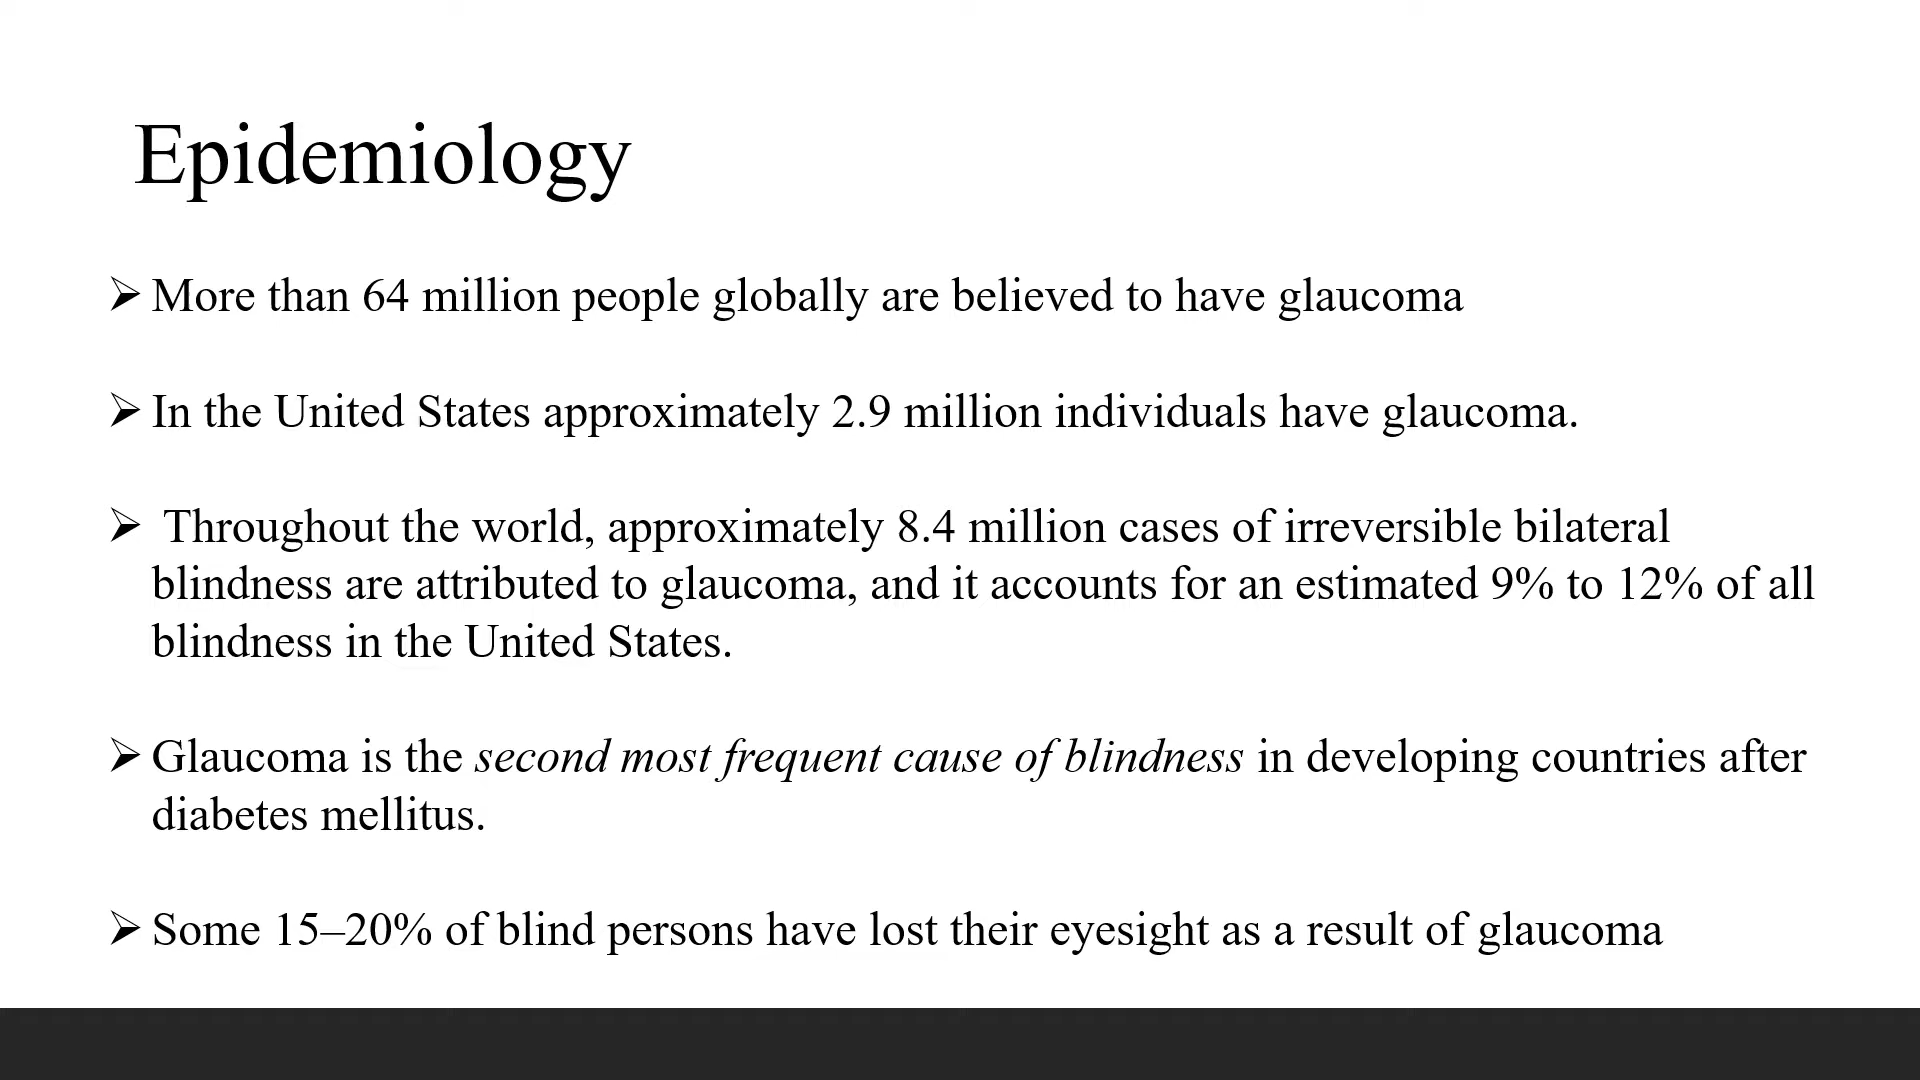 Epidemiology
➢ More than 64 million people globally are believed to have glaucoma
➢ In the United States approximately 2.9 million individuals have glaucoma.
➢ Throughout the world, approximately 8.4 million cases of irreversible bilateral
blindness are attributed to glaucoma, and it accounts for an estimated 9% to 12% of all
blindness in the United States.
➢ Glaucoma is the second most frequent cause of blindness in developing countries after
diabetes mellitus.
➢ Some 15–20% of blind persons have lost their eyesight as a result of glaucoma